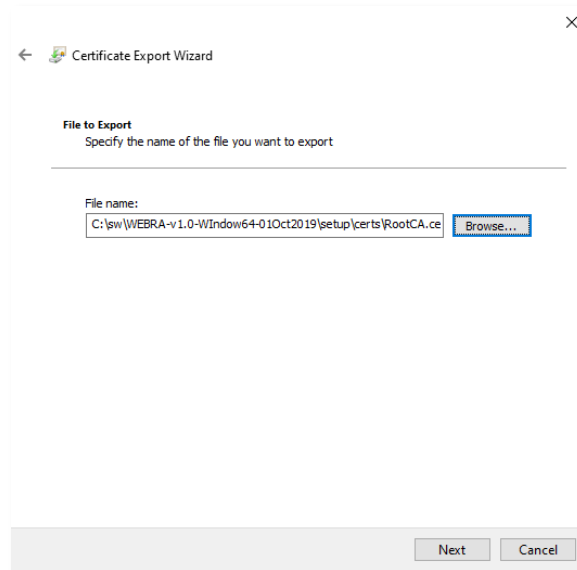 Certificate Export Wizard
File to Export
Specify the name of the file you want to export
File name:
C:\sw\WEBRA-v1.0-WIndow64-01Oct2019\setup\certs\RootCA.ce
Browse...
Next
Cancel